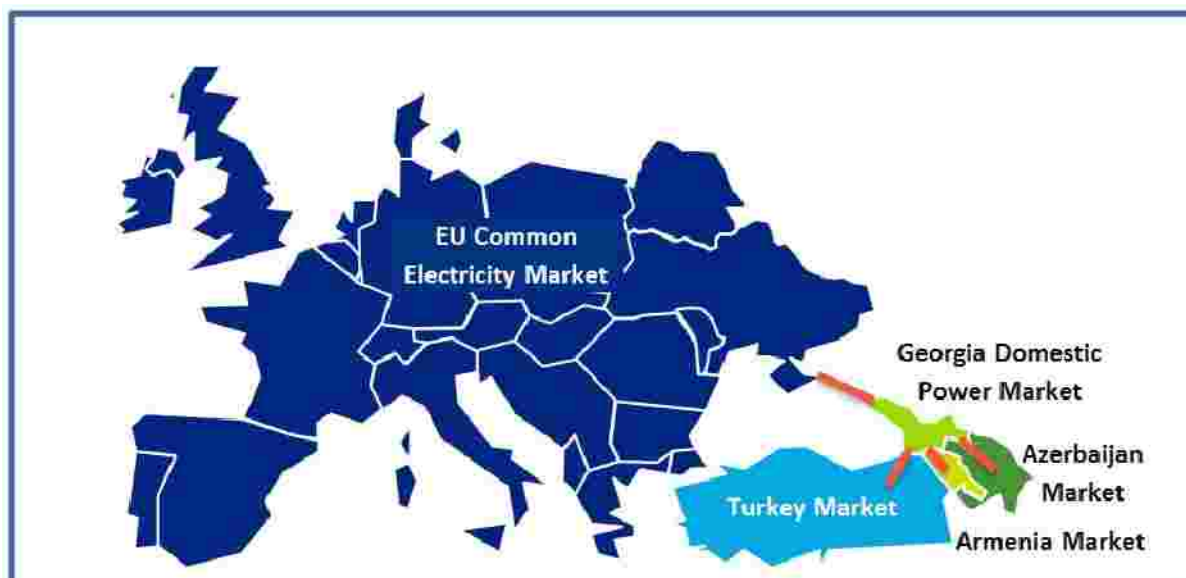 EU Common
Electricity Market
Georgia Domestic
Power Market
Azerbaijan
Market
Turkey Market
Armenia Market